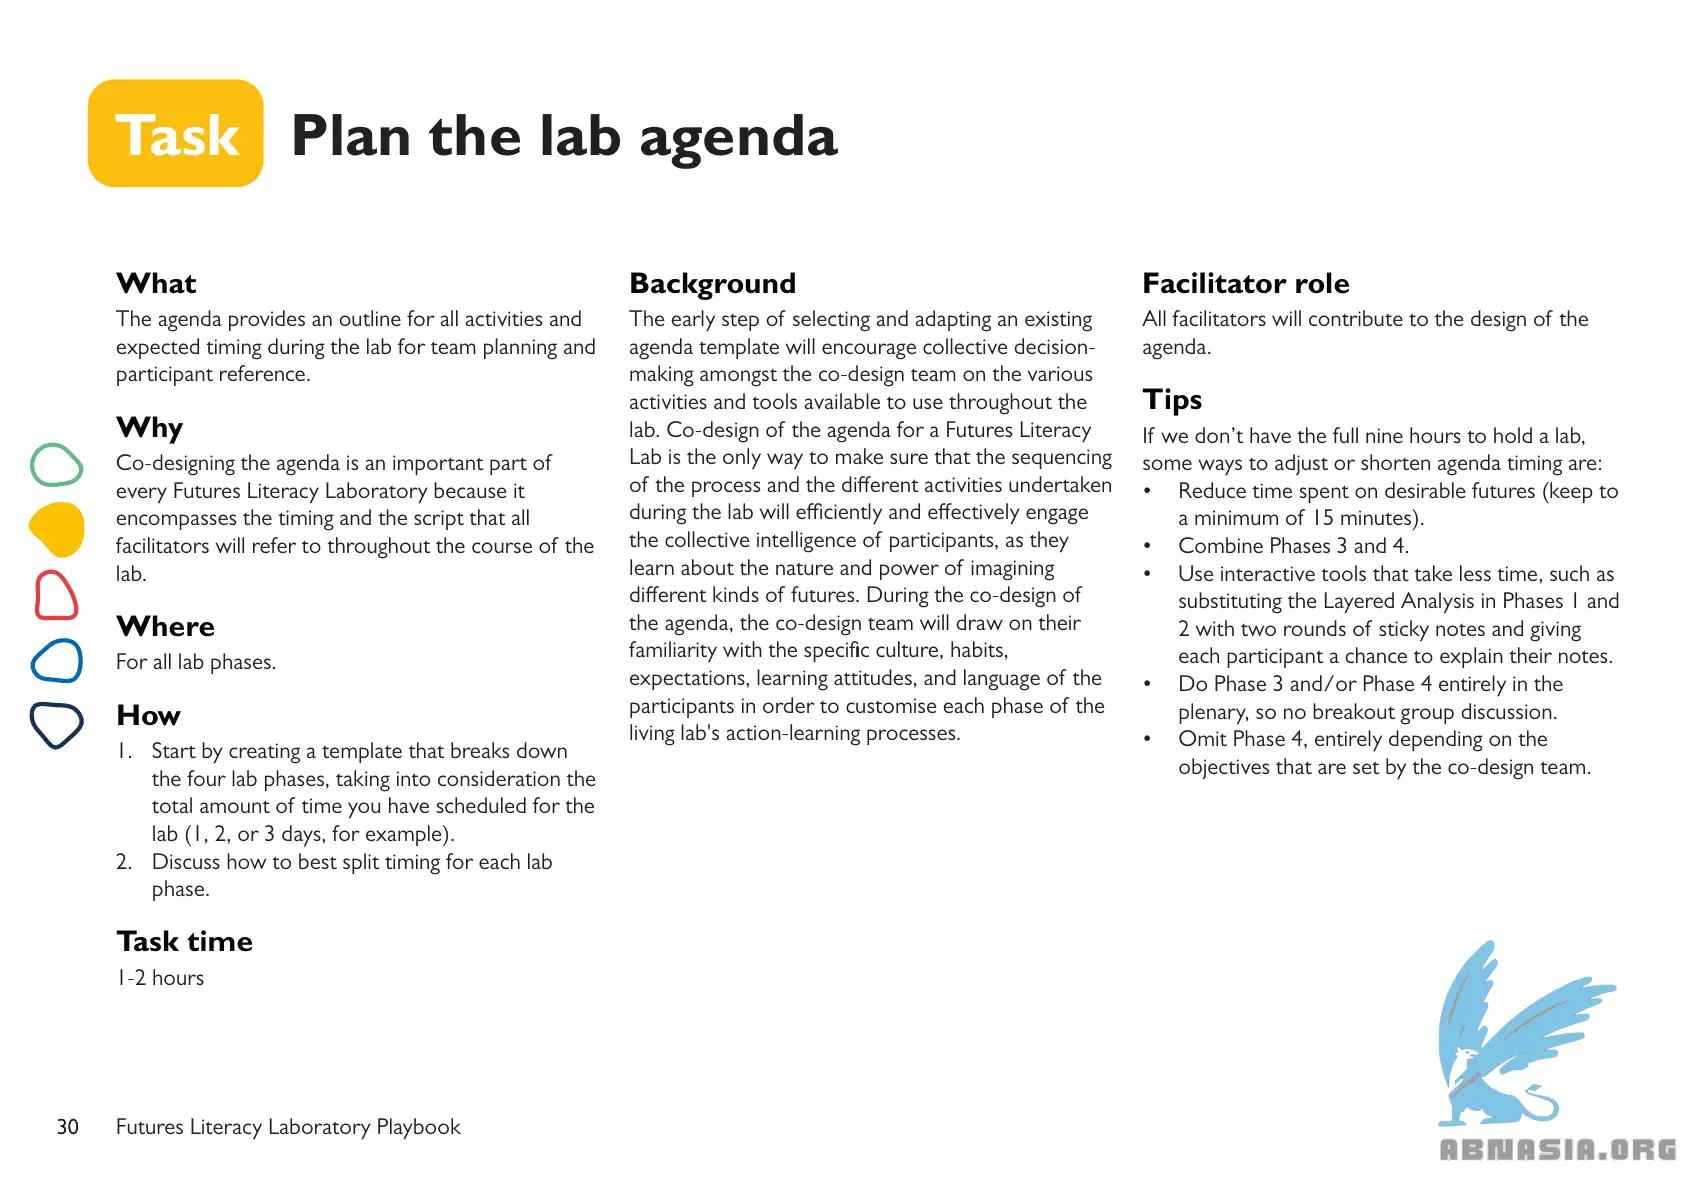 Task Plan the lab agenda
What
The agenda provides an outline for all activities and
expected timing during the lab for team planning and
participant reference.
Why
Co-designing the agenda is an important part of
every Futures Literacy Laboratory because it
encompasses the timing and the script that all
facilitators will refer to throughout the course of the
lab.
Where
For all lab phases.
How
1. Start by creating a template that breaks down
the four lab phases, taking into consideration the
total amount of time you have scheduled for the
lab (1, 2, or 3 days, for example).
2. Discuss how to best split timing for each lab
phase.
Task time
1-2 hours
Background
The early step of selecting and adapting an existing
agenda template will encourage collective decision-
making amongst the co-design team on the various
activities and tools available to use throughout the
lab. Co-design of the agenda for a Futures Literacy
Lab is the only way to make sure that the sequencing
of the process and the different activities undertaken
during the lab will efficiently and effectively engage
the collective intelligence of participants, as they
learn about the nature and power of imagining
different kinds of futures. During the co-design of
the agenda, the co-design team will draw on their
familiarity with the specific culture, habits,
expectations, learning attitudes, and language of the
participants in order to customise each phase of the
living lab's action-learning processes.
Facilitator role
All facilitators will contribute to the design of the
agenda.
Tips
If we don’t have the full nine hours to hold a lab,
some ways to adjust or shorten agenda timing are:
• Reduce time spent on desirable futures (keep to
a minimum of 15 minutes).
• Combine Phases 3 and 4.
• Use interactive tools that take less time, such as
substituting the Layered Analysis in Phases 1 and
2 with two rounds of sticky notes and giving
each participant a chance to explain their notes.
• Do Phase 3 and/or Phase 4 entirely in the
plenary, so no breakout group discussion.
• Omit Phase 4, entirely depending on the
objectives that are set by the co-design team.
30 Futures Literacy Laboratory Playbook
ABNASIA.ORG